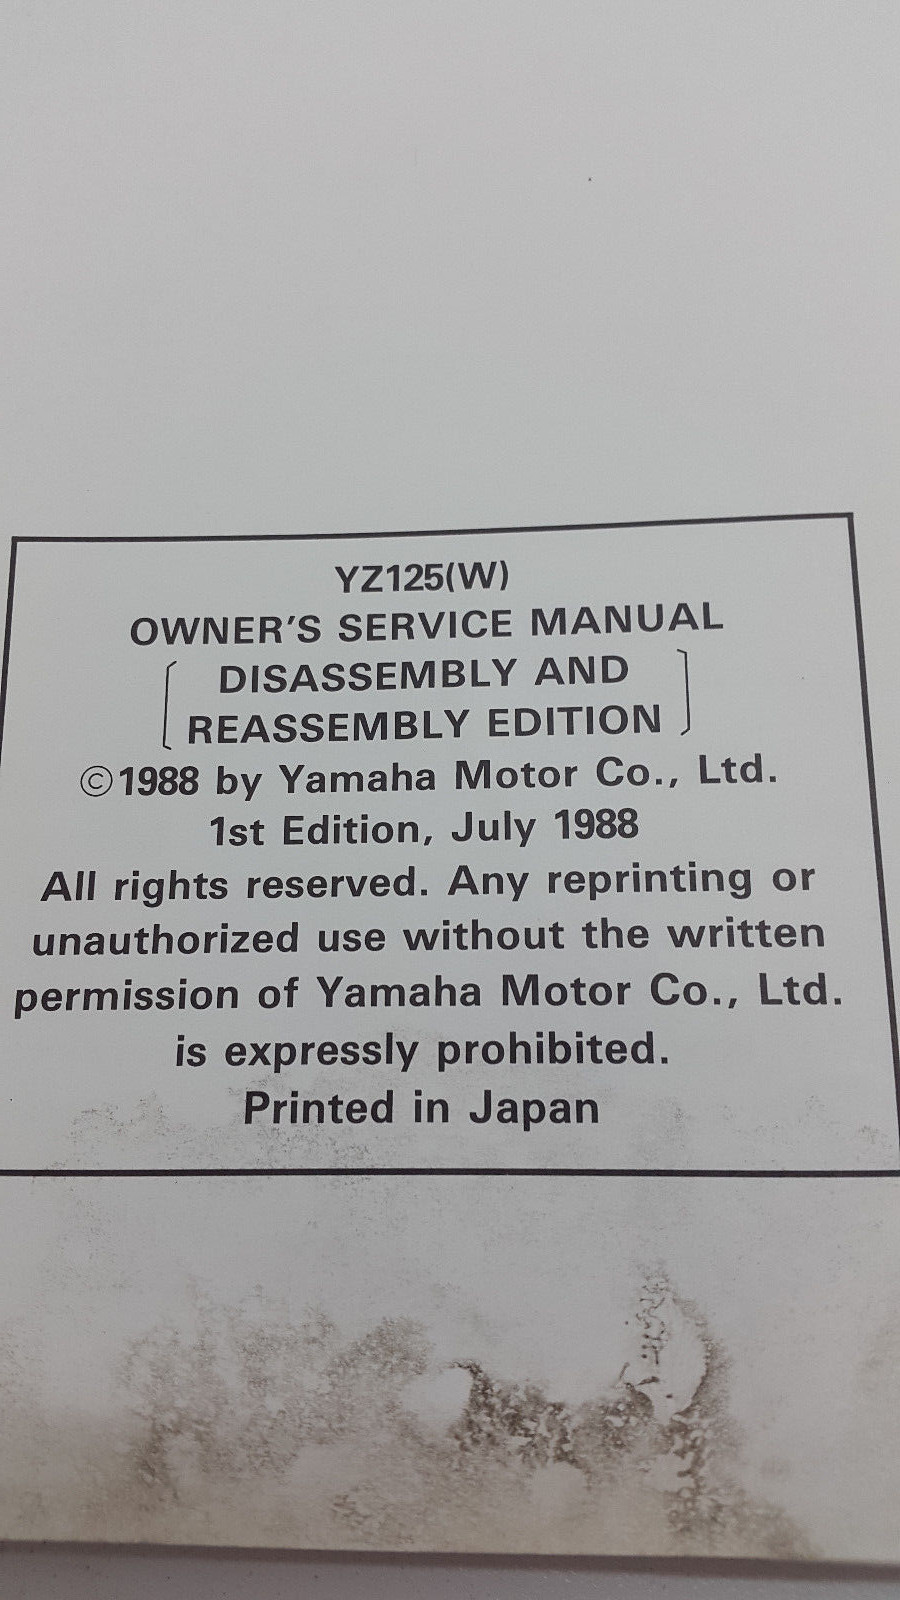 YZ125(W)
OWNER'S SERVICE MANUAL
[ DISASSEMBLY AND
REASSEMBLY EDITION ]
©1988 by Yamaha Motor Co., Ltd.
1st Edition, July 1988
All rights reserved. Any reprinting or
unauthorized use without the written
permission of Yamaha Motor Co., Ltd.
is expressly prohibited.
Printed in Japan